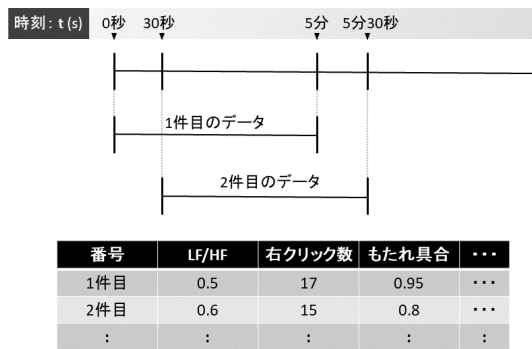 時刻: t (s) 0秒 30秒 5分 5分30秒
1件目のデータ
2件目のデータ
番号 LF/HF 右クリック数 もたれ具合 ・・・
1件目 0.5 17 0.95 ・・・
2件目 0.6 15 0.8 ・・・
: : : : :